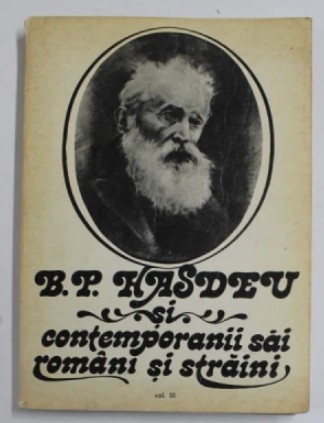 B.P. HASDEU
și
contemporanii săi
români și străini
vol. III